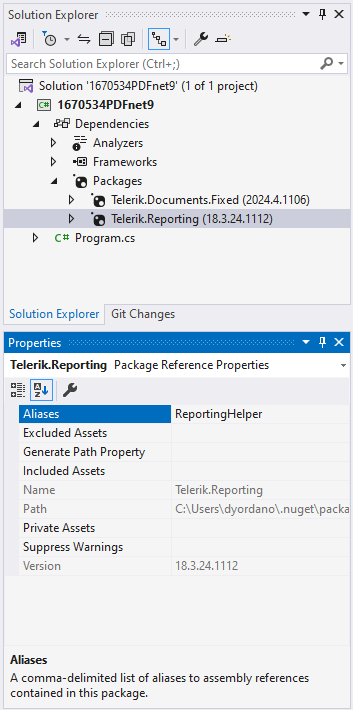 Solution Explorer
Search Solution Explorer (Ctrl+;)
Solution '1670534PDFnet9' (1 of 1 project)
C# 1670534PDFnet9
Dependencies
Analyzers
Frameworks
Packages
Telerik.Documents.Fixed (2024.4.1106)
Telerik.Reporting (18.3.24.1112)
C# Program.cs
Solution Explorer Git Changes
Properties
Telerik.Reporting Package Reference Properties
Aliases ReportingHelper
Excluded Assets
Generate Path Property
Included Assets
Name Telerik.Reporting
Path C:\Users\dyordano\.nuget\packa
Private Assets
Suppress Warnings
Version 18.3.24.1112
Aliases
A comma-delimited list of aliases to assembly references
contained in this package.